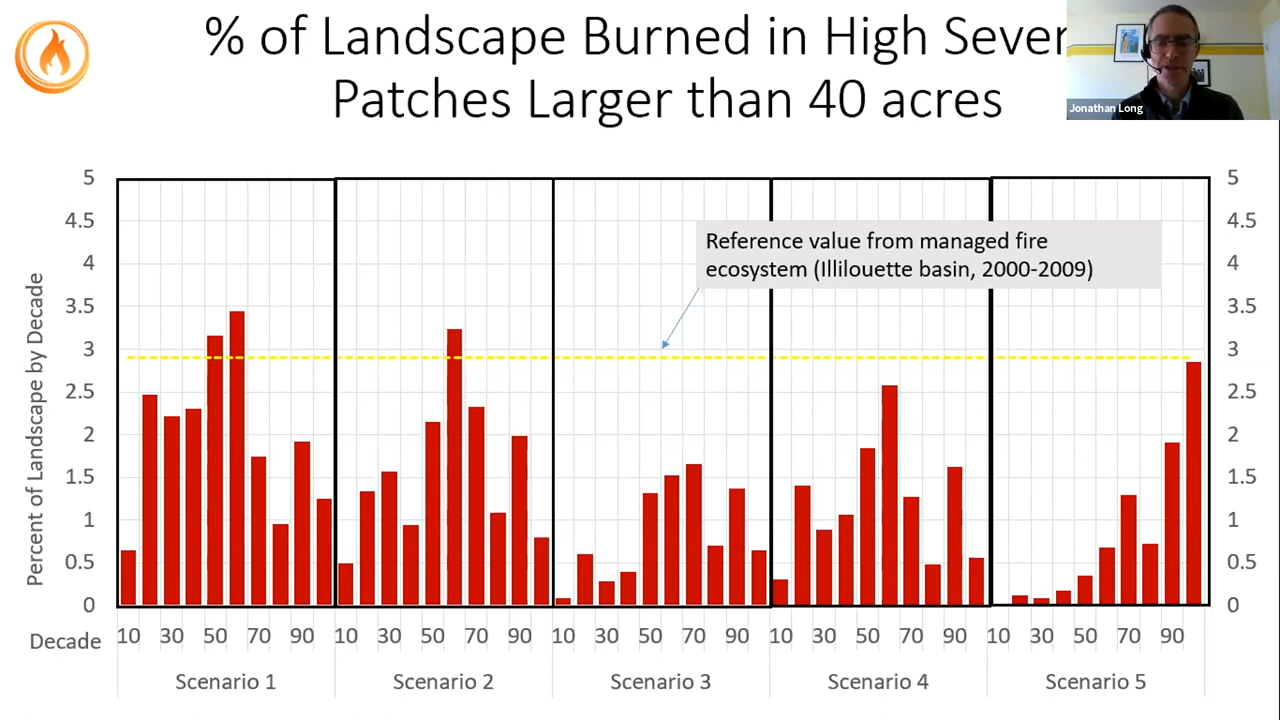 % of Landscape Burned in High Sever
Patches Larger than 40 acres
Jonathan Long
Reference value from managed fire
ecosystem (Illilouette basin, 2000-2009)
Percent of Landscape by Decade
5
4.5
4
3.5
3
2.5
2
1.5
1
0.5
0
5
4.5
4
3.5
3
2.5
2
1.5
1
0.5
0
Decade 10 30 50 70 90 10 30 50 70 90 10 30 50 70 90 10 30 50 70 90 10 30 50 70 90
Scenario 1 Scenario 2 Scenario 3 Scenario 4 Scenario 5